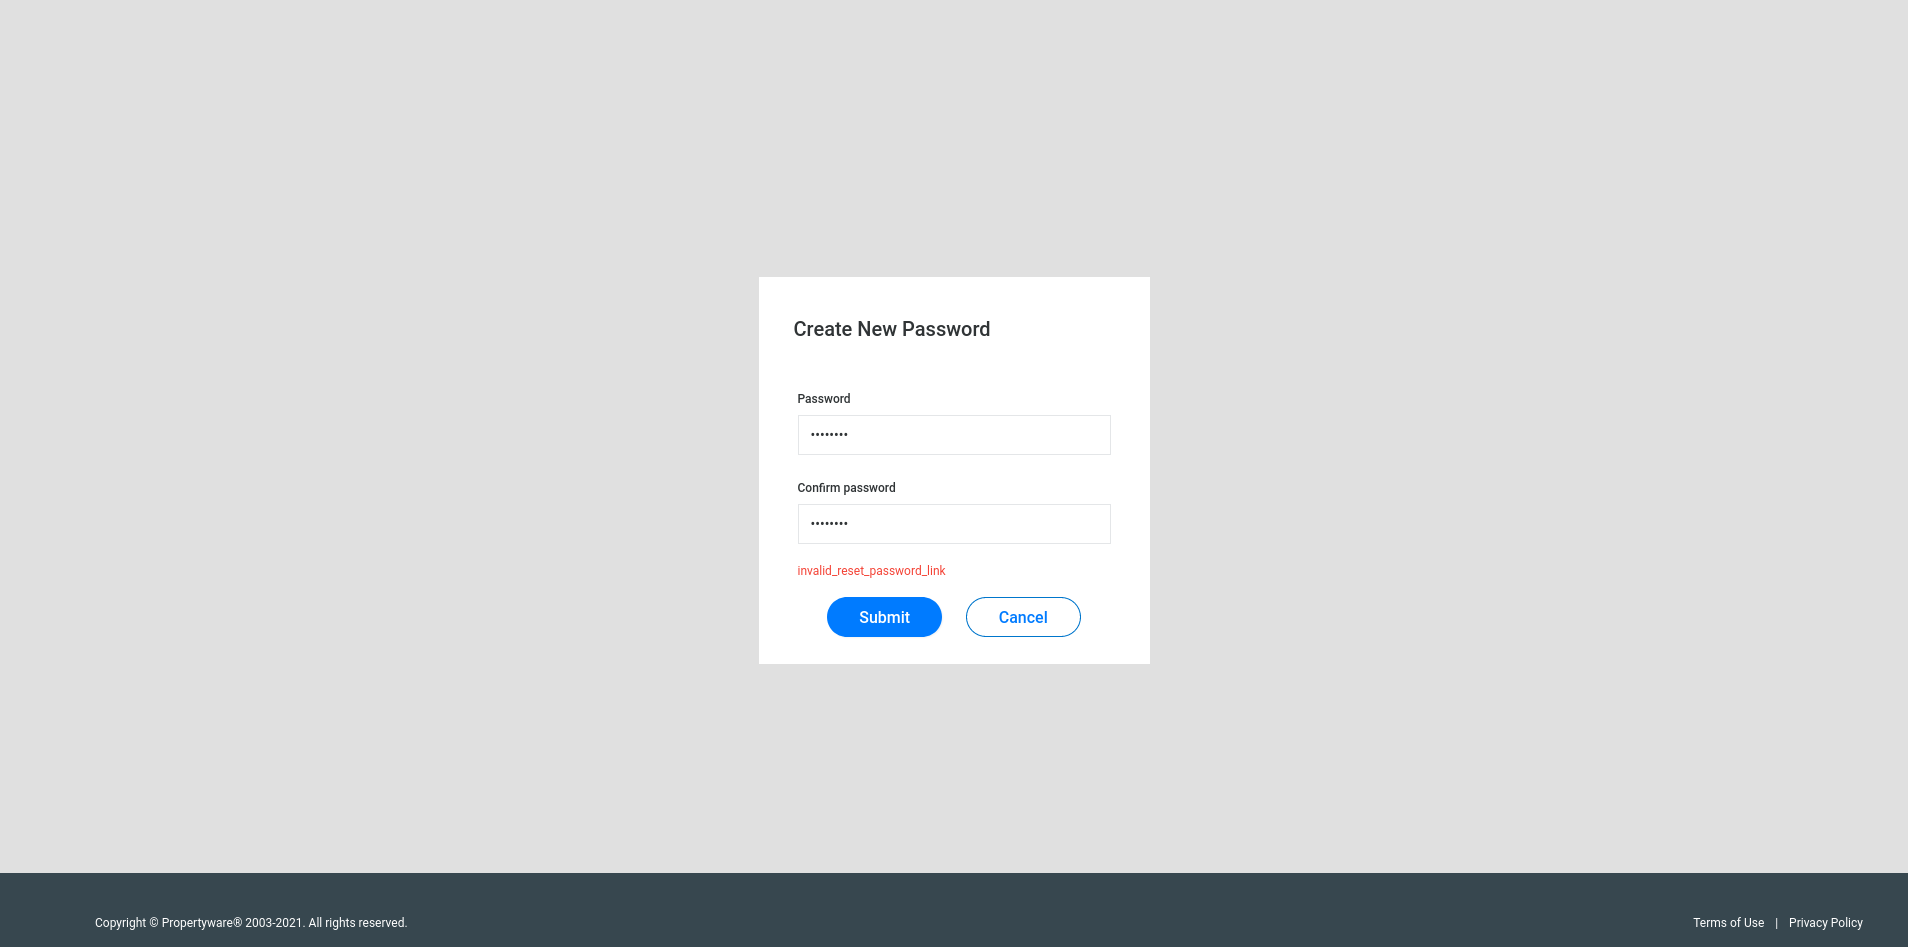 Create New Password
Password
••••••••
Confirm password
••••••••
invalid_reset_password_link
Submit Cancel
Copyright © Propertyware® 2003-2021. All rights reserved. Terms of Use | Privacy Policy